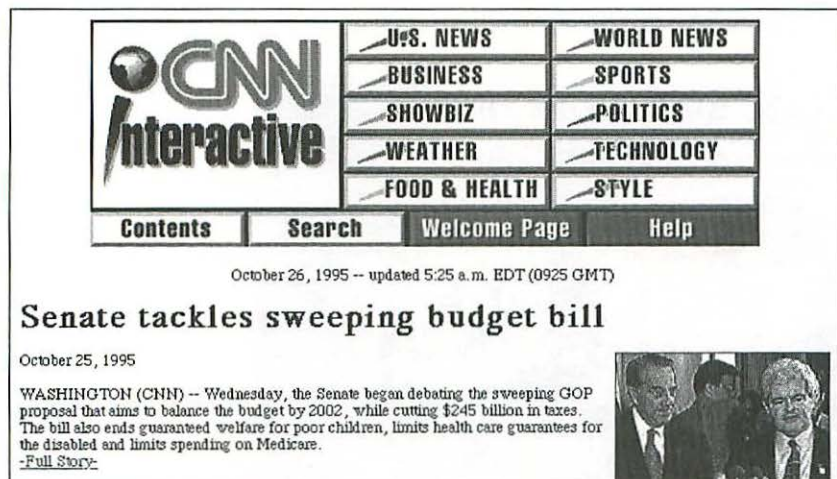 CNN
interactive
U.S. NEWS
WORLD NEWS
BUSINESS
SPORTS
SHOWBIZ
POLITICS
WEATHER
TECHNOLOGY
FOOD & HEALTH
STYLE
Contents
Search
Welcome Page
Help
October 26, 1995 -- updated 5:25 a.m. EDT (0925 GMT)
Senate tackles sweeping budget bill
October 25, 1995
WASHINGTON (CNN) -- Wednesday, the Senate began debating the sweeping GOP
proposal that aims to balance the budget by 2002, while cutting $245 billion in taxes.
The bill also ends guaranteed welfare for poor children, limits health care guarantees for
the disabled and limits spending on Medicare.
-Full Story-